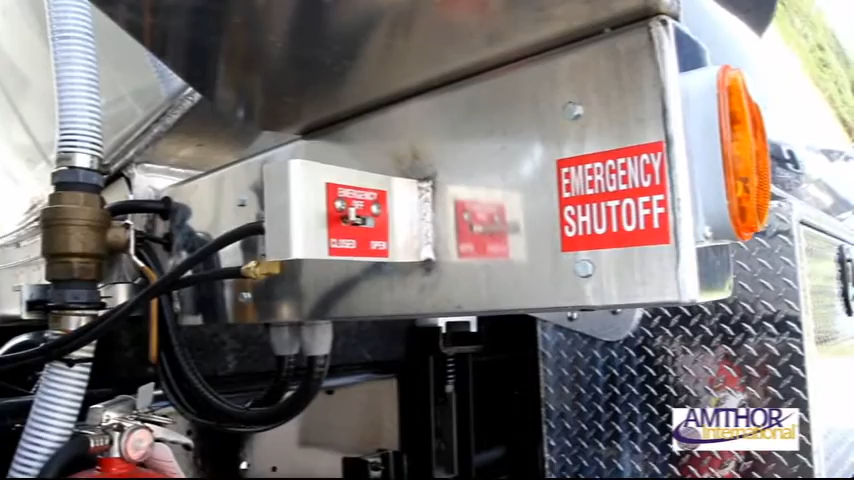 EMERGENCY
OFF
CLOSED OPEN
EMERGENCY
SHUTOFF
AMTHOR
International